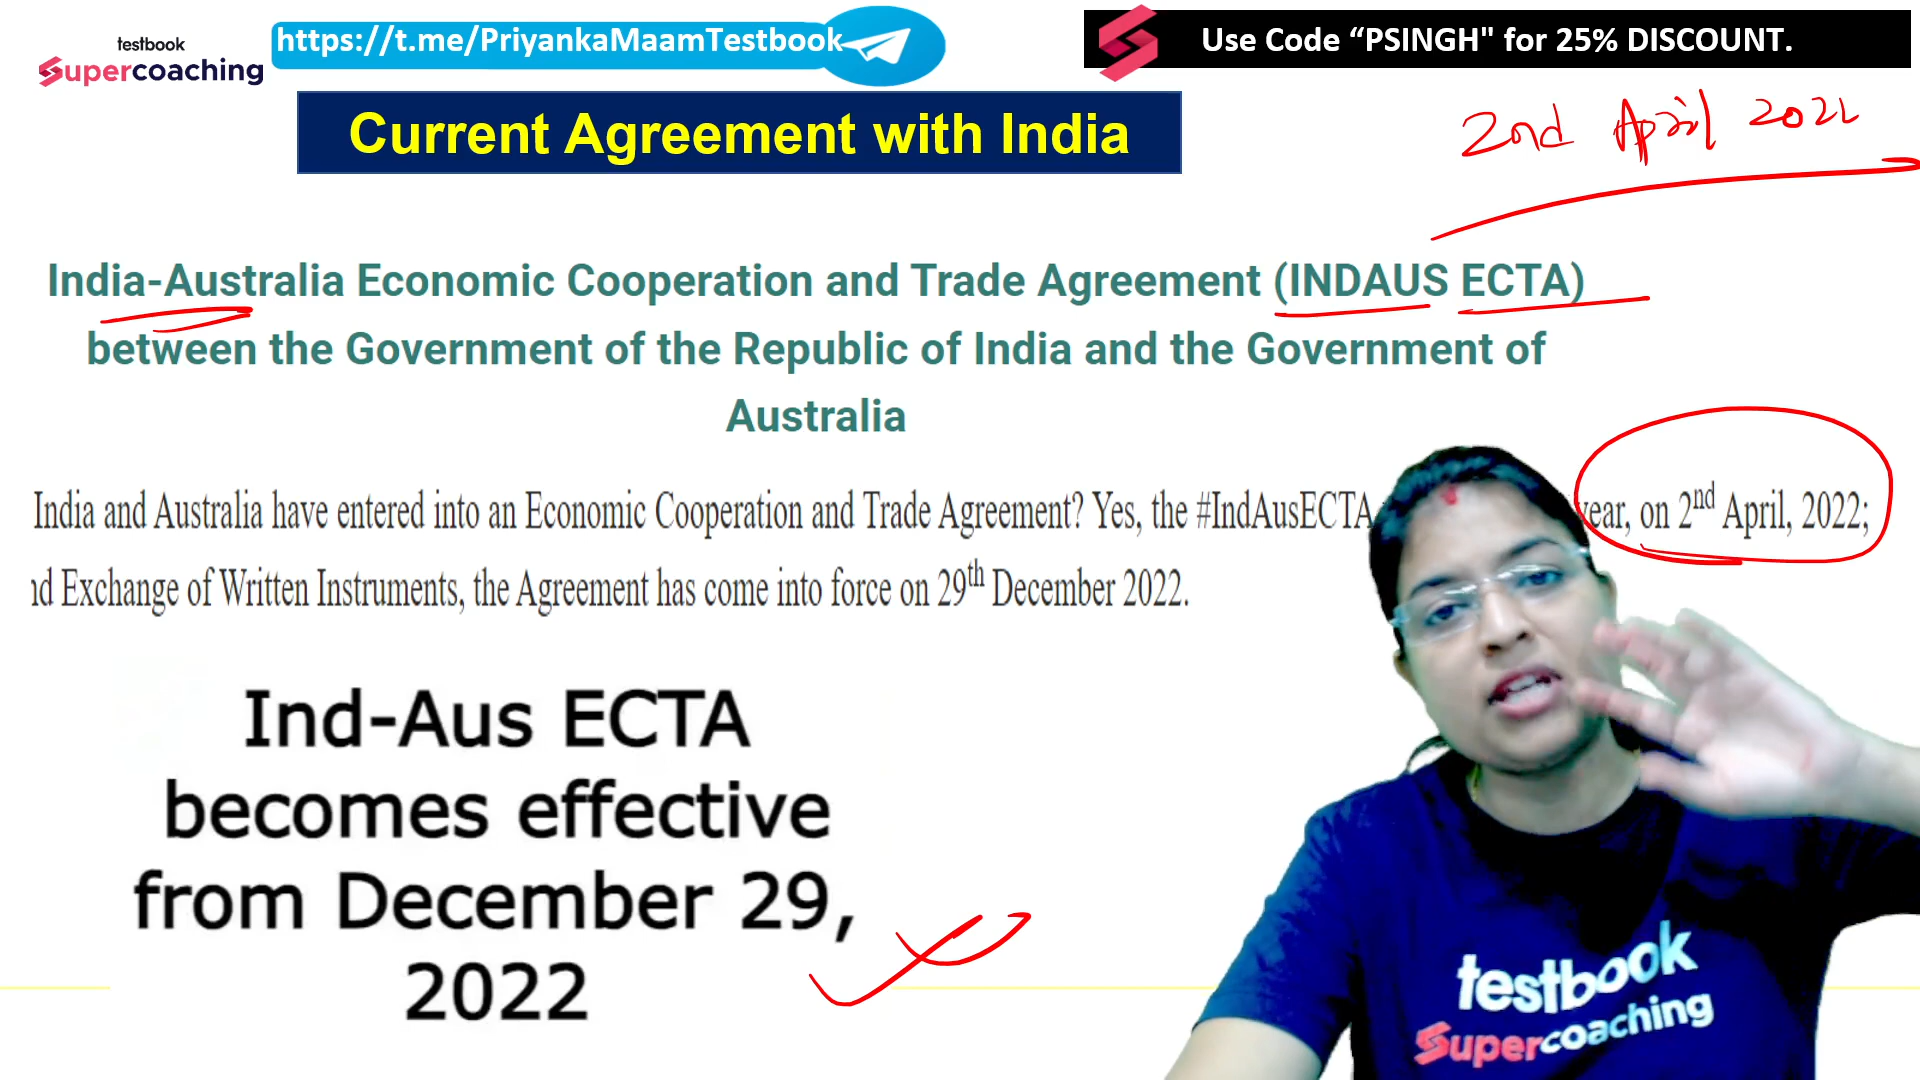 testbook
Supercoaching
https://t.me/PriyankaMaamTestbook
Use Code “PSINGH" for 25% DISCOUNT.
Current Agreement with India
2nd April 2022
India-Australia Economic Cooperation and Trade Agreement (INDAUS ECTA)
between the Government of the Republic of India and the Government of
Australia
India and Australia have entered into an Economic Cooperation and Trade Agreement? Yes, the #IndAusECTA year, on 2nd April, 2022;
nd Exchange of Written Instruments, the Agreement has come into force on 29th December 2022.
Ind-Aus ECTA
becomes effective
from December 29,
2022
testbook
Supercoaching